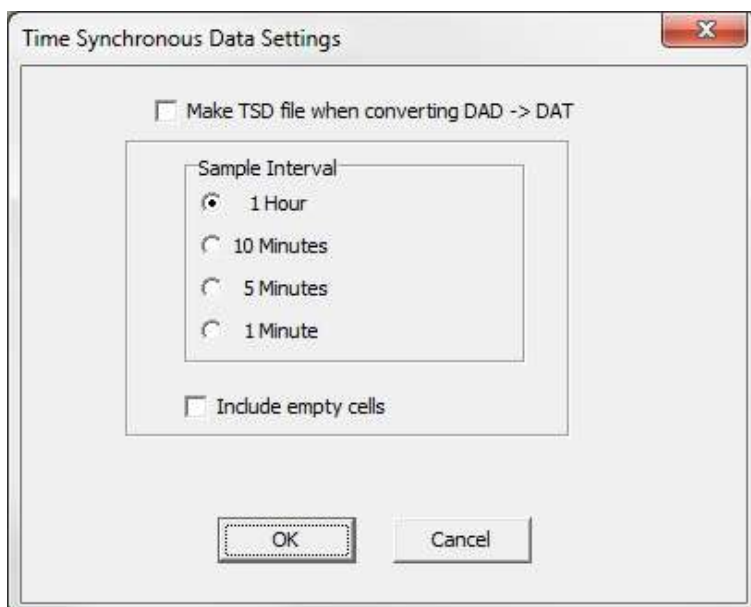 Time Synchronous Data Settings
Make TSD file when converting DAD -> DAT
Sample Interval
1 Hour
10 Minutes
5 Minutes
1 Minute
Include empty cells
OK
Cancel